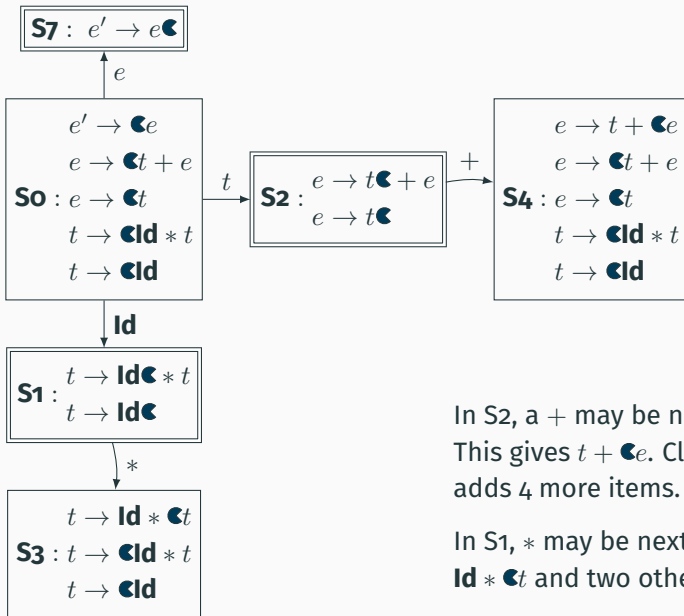 S7 : e′ → e
e
e′ → e
e → t + e
S0 : e → t
t → Id ∗ t
t → Id
t
S2 : e → t + e
e → t
+
e → t + e
e → t + e
S4 : e → t
t → Id ∗ t
t → Id
Id
S1 : t → Id ∗ t
t → Id
∗
t → Id ∗ t
S3 : t → Id ∗ t
t → Id
In S2, a + may be n
This gives t + e. Cl
adds 4 more items.
In S1, ∗ may be next
Id ∗ t and two othe